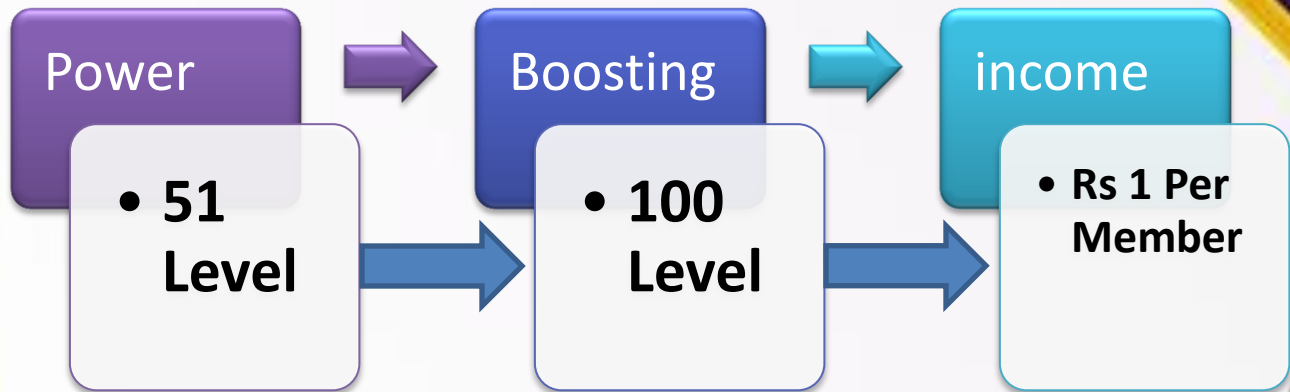 Power
Boosting
income
• 51
Level
• 100
Level
• Rs 1 Per
Member